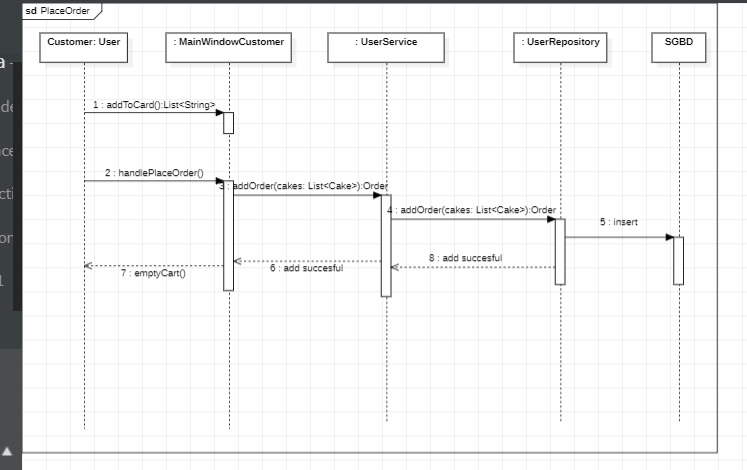 sd PlaceOrder
Customer: User
: MainWindowCustomer
: UserService
: UserRepository
SGBD
1 : addToCard():List<String>
2 : handlePlaceOrder()
3 : addOrder(cakes: List<Cake>):Order
4 : addOrder(cakes: List<Cake>):Order
5 : insert
8 : add succesful
6 : add succesful
7 : emptyCart()